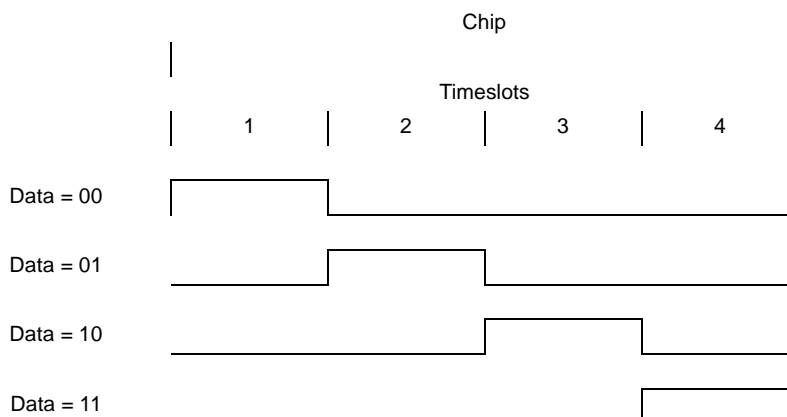 Chip
Timeslots
1 2 3 4
Data = 00
Data = 01
Data = 10
Data = 11